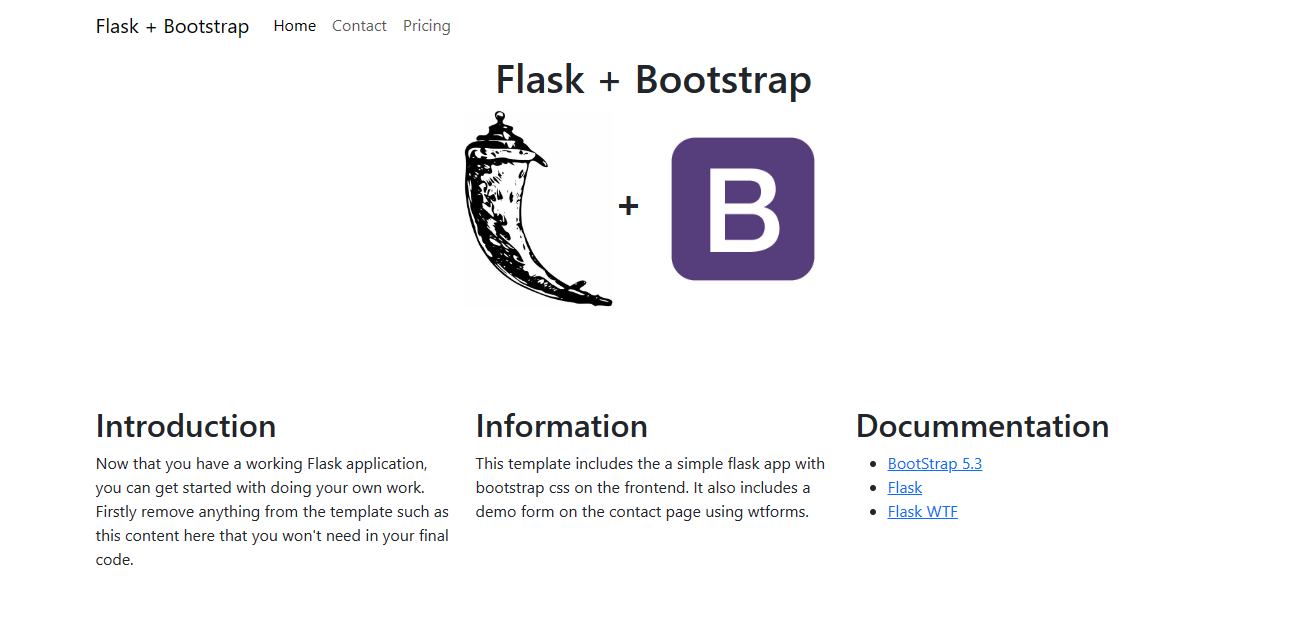 Flask + Bootstrap Home Contact Pricing
Flask + Bootstrap
+ B
Introduction
Now that you have a working Flask application,
you can get started with doing your own work.
Firstly remove anything from the template such as
this content here that you won't need in your final
code.
Information
This template includes the a simple flask app with
bootstrap css on the frontend. It also includes a
demo form on the contact page using wtforms.
Docummentation
BootStrap 5.3
Flask
Flask WTF